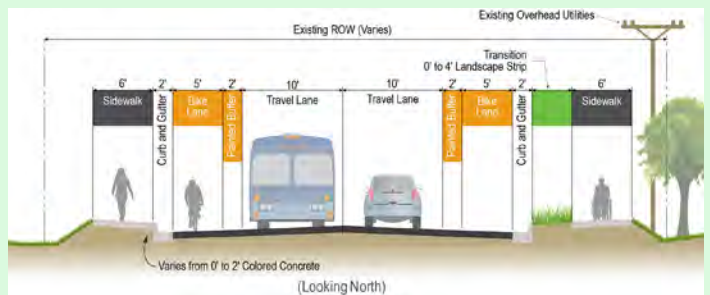 Existing Overhead Utilities
Existing ROW (Varies)
Transition
0' to 4' Landscape Strip
6' 2' 5' 2' 10' 10' 2' 5' 2' 6'
Sidewalk
Curb and Gutter
Bike
Lane
Painted Buffer
Travel Lane
Travel Lane
Painted Buffer
Bike
Lane
Curb and Gutter
Sidewalk
Varies from 0' to 2' Colored Concrete
(Looking North)